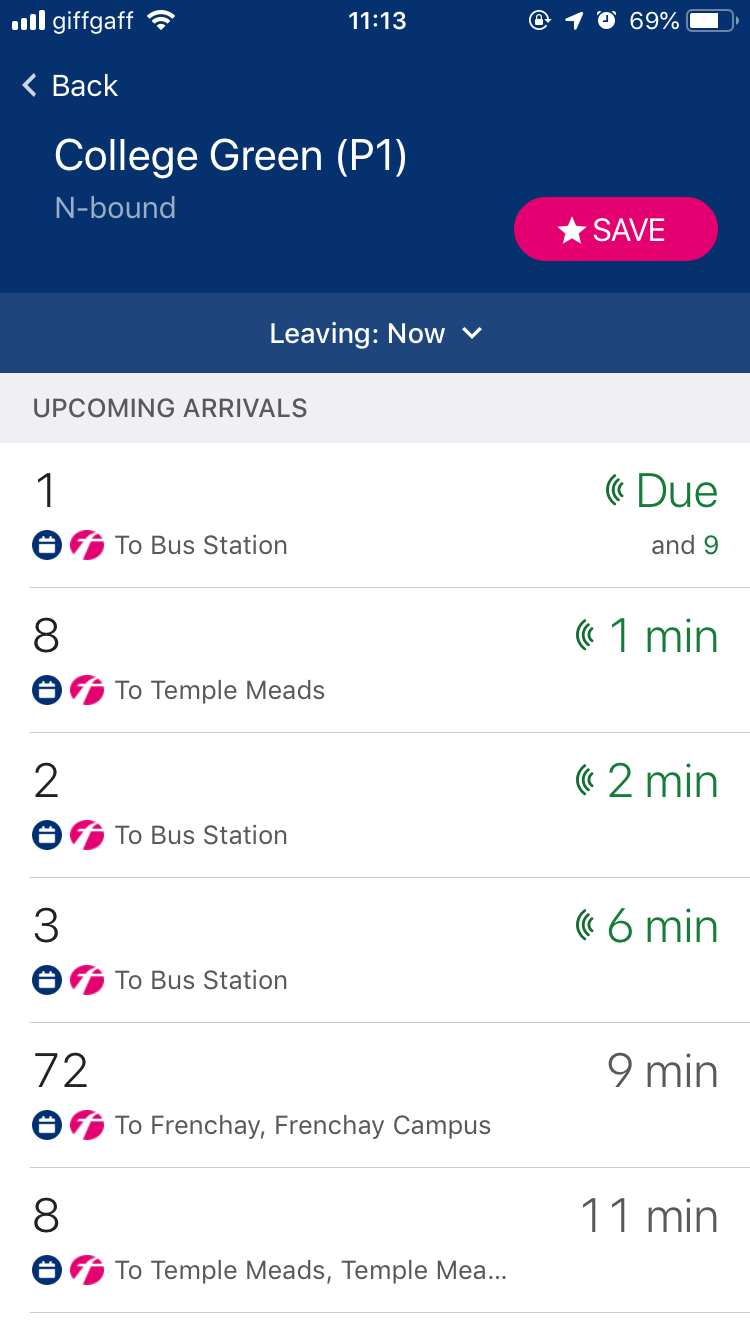 giffgaff 11:13 69%
Back
College Green (P1)
N-bound
SAVE
Leaving: Now
UPCOMING ARRIVALS
1 Due
To Bus Station and 9
8 1 min
To Temple Meads
2 2 min
To Bus Station
3 6 min
To Bus Station
72 9 min
To Frenchay, Frenchay Campus
8 11 min
To Temple Meads, Temple Mea...